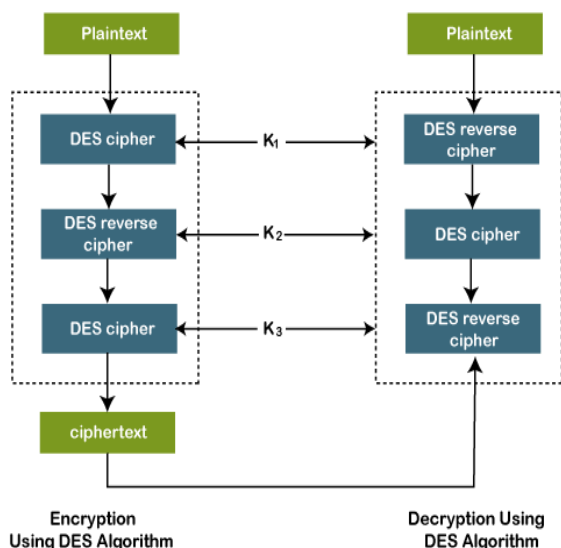 Plaintext
DES cipher
DES reverse
cipher
DES cipher
ciphertext
Encryption
Using DES Algorithm
K1
K2
K3
Plaintext
DES reverse
cipher
DES cipher
DES reverse
cipher
Decryption Using
DES Algorithm